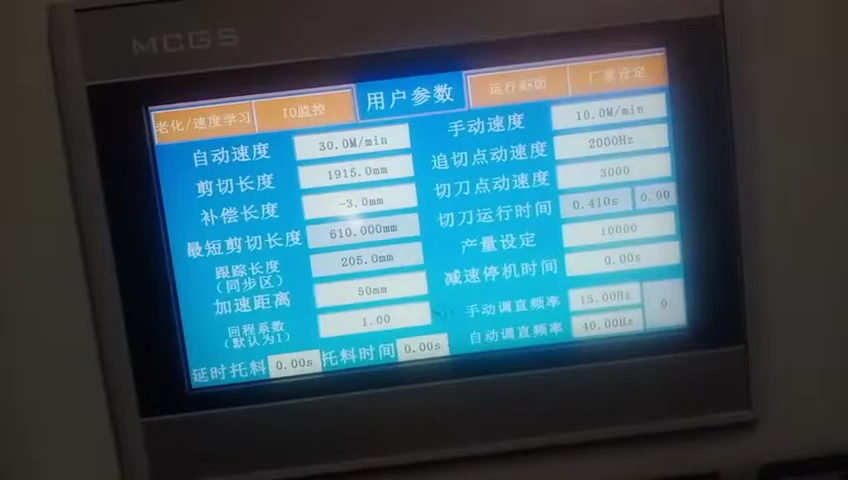 MCGS
老化/速度学习 IO监控 用户参数 运行画面 厂家设定
自动速度 30.0M/min 手动速度 10.0M/min
剪切长度 1915.0mm 追切点动速度 2000Hz
补偿长度 -3.0mm 切刀点动速度 3000
最短剪切长度 610.000mm 切刀运行时间 0.410s 0.00
跟踪长度
(同步区) 205.0mm 产量设定 10000
加速距离 50mm 减速停机时间 0.00s
回程系数
(默认为1) 1.00 手动调直频率 15.00Hz 0
延时托料 0.00s 托料时间 0.00s 自动调直频率 40.00Hz